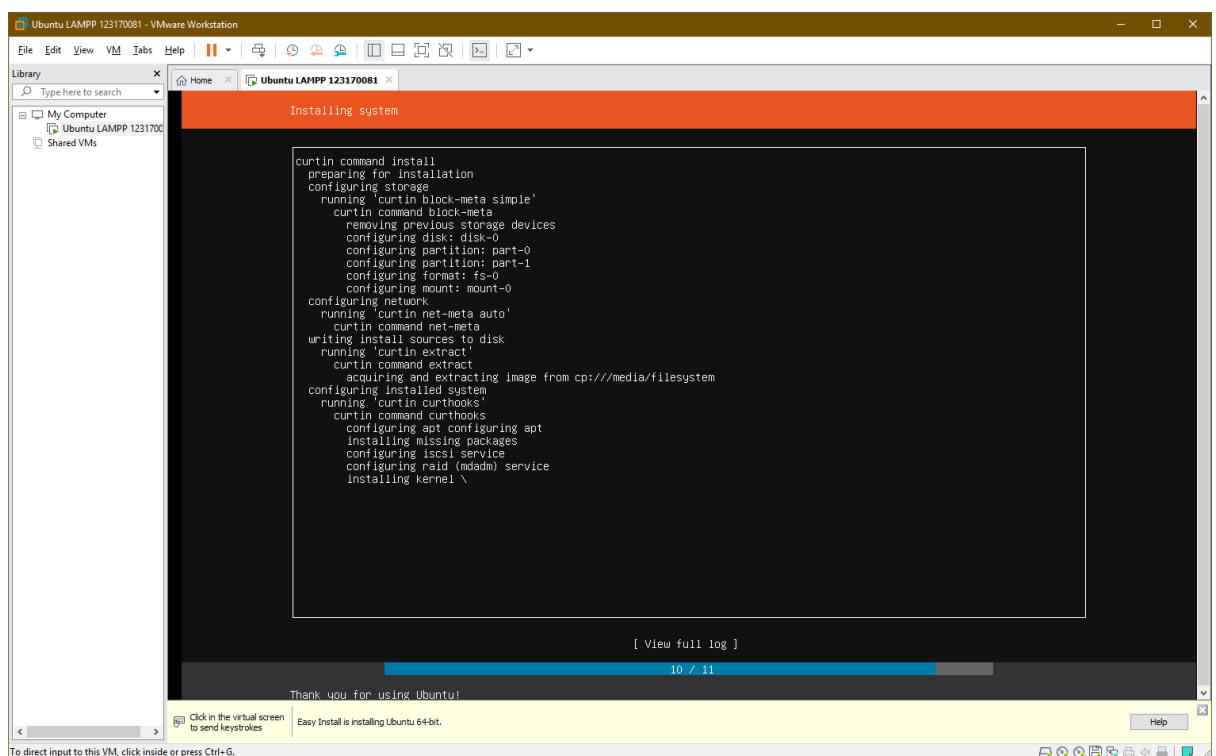 Ubuntu LAMPP 123170081 - VMware Workstation
File Edit View VM Tabs Help
Library
Type here to search
My Computer
Ubuntu LAMPP 1231700
Shared VMs
Home
Ubuntu LAMPP 123170081
Installing system
curtin command install
preparing for installation
configuring storage
running 'curtin block-meta simple'
curtin command block-meta
removing previous storage devices
configuring disk: disk-0
configuring partition: part-0
configuring partition: part-1
configuring format: fs-0
configuring mount: mount-0
configuring network
running 'curtin net-meta auto'
curtin command net-meta
writing install sources to disk
running 'curtin extract'
curtin command extract
acquiring and extracting image from cp:///media/filesystem
configuring installed system
running 'curtin curthooks'
curtin command curthooks
configuring apt configuring apt
installing missing packages
configuring iscsi service
configuring raid (mdadm) service
installing kernel \
[ View full log ]
10 / 11
Thank you for using Ubuntu!
Click in the virtual screen
to send keystrokes
Easy Install is installing Ubuntu 64-bit.
Help
To direct input to this VM, click inside or press Ctrl+G.